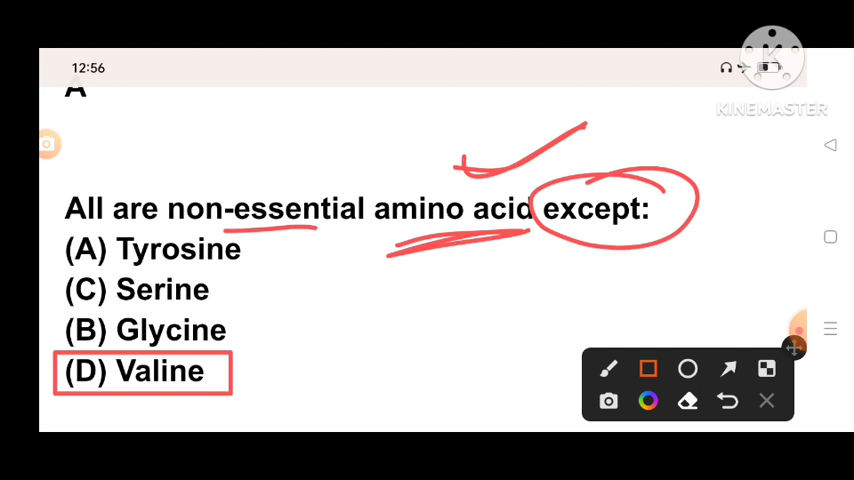 12:56
K
KINEMASTER
A
All are non-essential amino acid except:
(A) Tyrosine
(C) Serine
(B) Glycine
(D) Valine